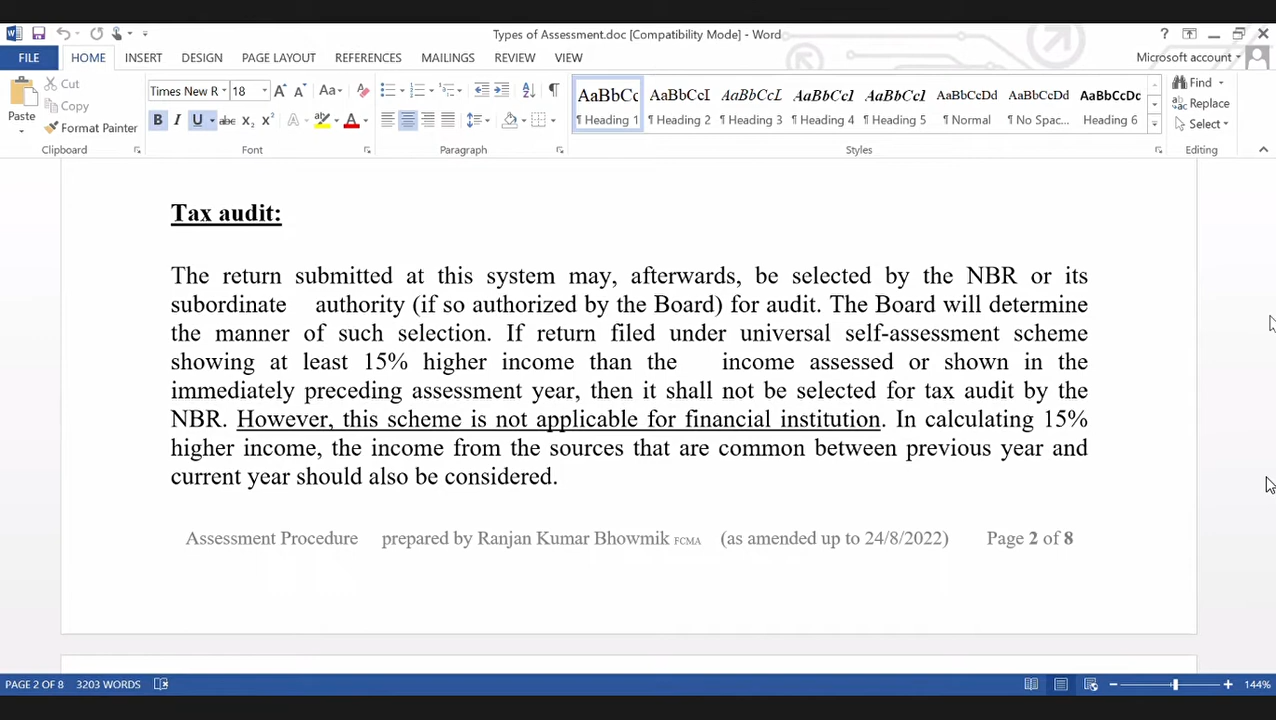 Types of Assessment.doc [Compatibility Mode] - Word
FILE HOME INSERT DESIGN PAGE LAYOUT REFERENCES MAILINGS REVIEW VIEW Microsoft account
Paste
Cut
Copy
Format Painter
Clipboard
Times New R 18
Font
Paragraph
AaBbCc AaBbCcI AaBbCcL AaBbCcI AaBbCcI AaBbCcDd AaBbCcDd AaBbCcDc
¶ Heading 1 ¶ Heading 2 ¶ Heading 3 ¶ Heading 4 ¶ Heading 5 ¶ Normal ¶ No Spac... Heading 6
Styles
Find
Replace
Select
Editing
Tax audit:
The return submitted at this system may, afterwards, be selected by the NBR or its
subordinate authority (if so authorized by the Board) for audit. The Board will determine
the manner of such selection. If return filed under universal self-assessment scheme
showing at least 15% higher income than the income assessed or shown in the
immediately preceding assessment year, then it shall not be selected for tax audit by the
NBR. However, this scheme is not applicable for financial institution. In calculating 15%
higher income, the income from the sources that are common between previous year and
current year should also be considered.
Assessment Procedure prepared by Ranjan Kumar Bhowmik FCMA (as amended up to 24/8/2022) Page 2 of 8
PAGE 2 OF 8 3203 WORDS 144%